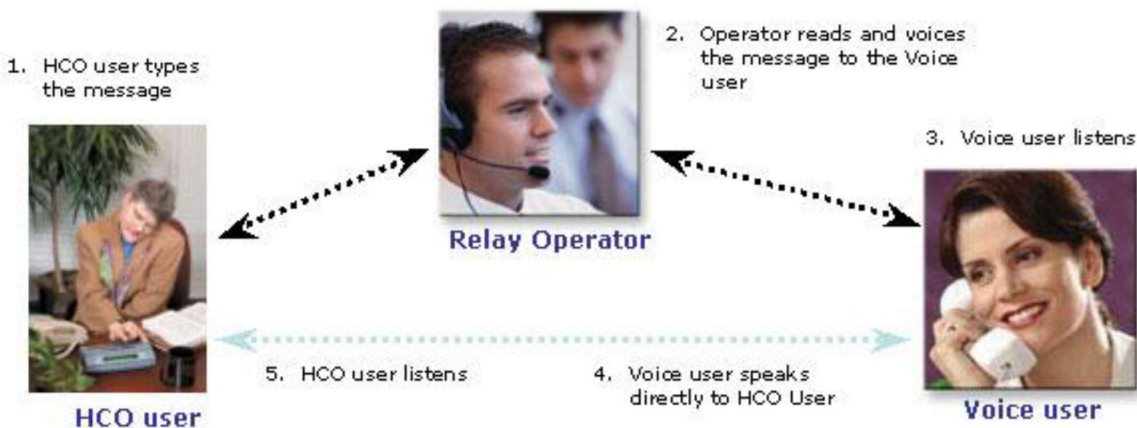 1. HCO user types
the message
2. Operator reads and voices
the message to the Voice
user
Relay Operator
3. Voice user listens
5. HCO user listens
4. Voice user speaks
directly to HCO User
HCO user
Voice user